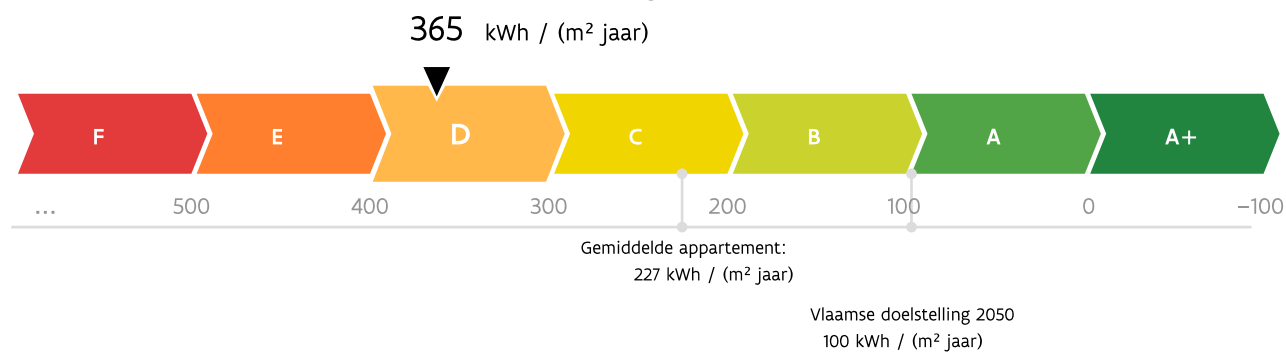 365 kWh / (m² jaar)
F E D C B A A+
... 500 400 300 200 100 0 −100
Gemiddelde appartement:
227 kWh / (m² jaar)
Vlaamse doelstelling 2050
100 kWh / (m² jaar)